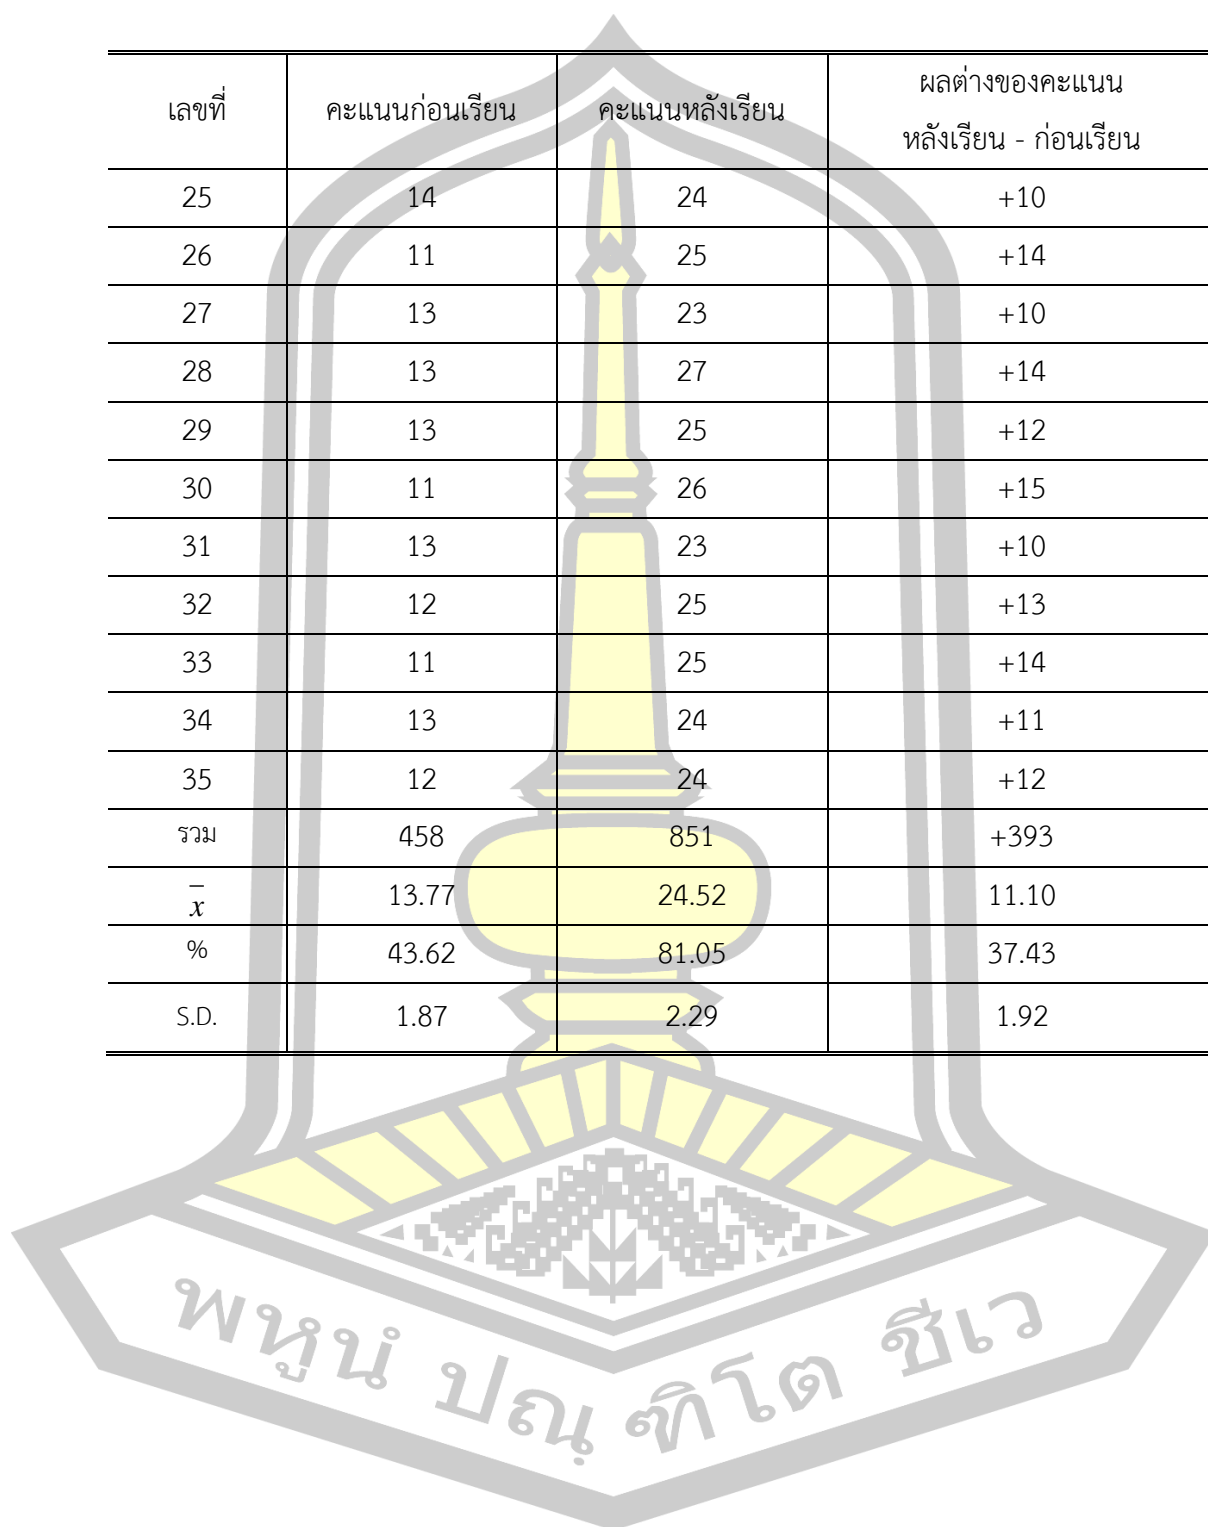 เลขที่ คะแนนก่อนเรียน คะแนนหลังเรียน ผลต่างของคะแนน
หลังเรียน - ก่อนเรียน
25 14 24 +10
26 11 25 +14
27 13 23 +10
28 13 27 +14
29 13 25 +12
30 11 26 +15
31 13 23 +10
32 12 25 +13
33 11 25 +14
34 13 24 +11
35 12 24 +12
รวม 458 851 +393
x̄ 13.77 24.52 11.10
% 43.62 81.05 37.43
S.D. 1.87 2.29 1.92
พหูนํ ปณฺฑิโต ชีเว